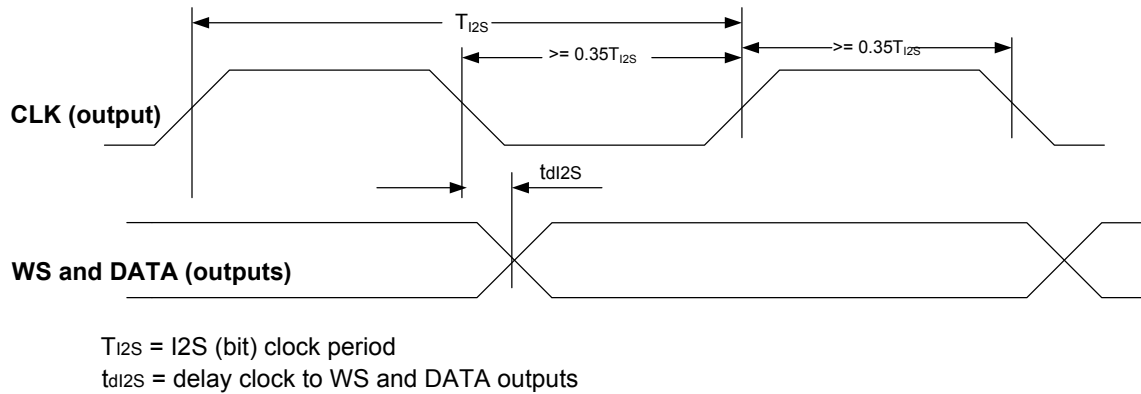 TI2S
>= 0.35TI2S
>= 0.35TI2S
CLK (output)
tdI2S
WS and DATA (outputs)
TI2S = I2S (bit) clock period
tdI2S = delay clock to WS and DATA outputs